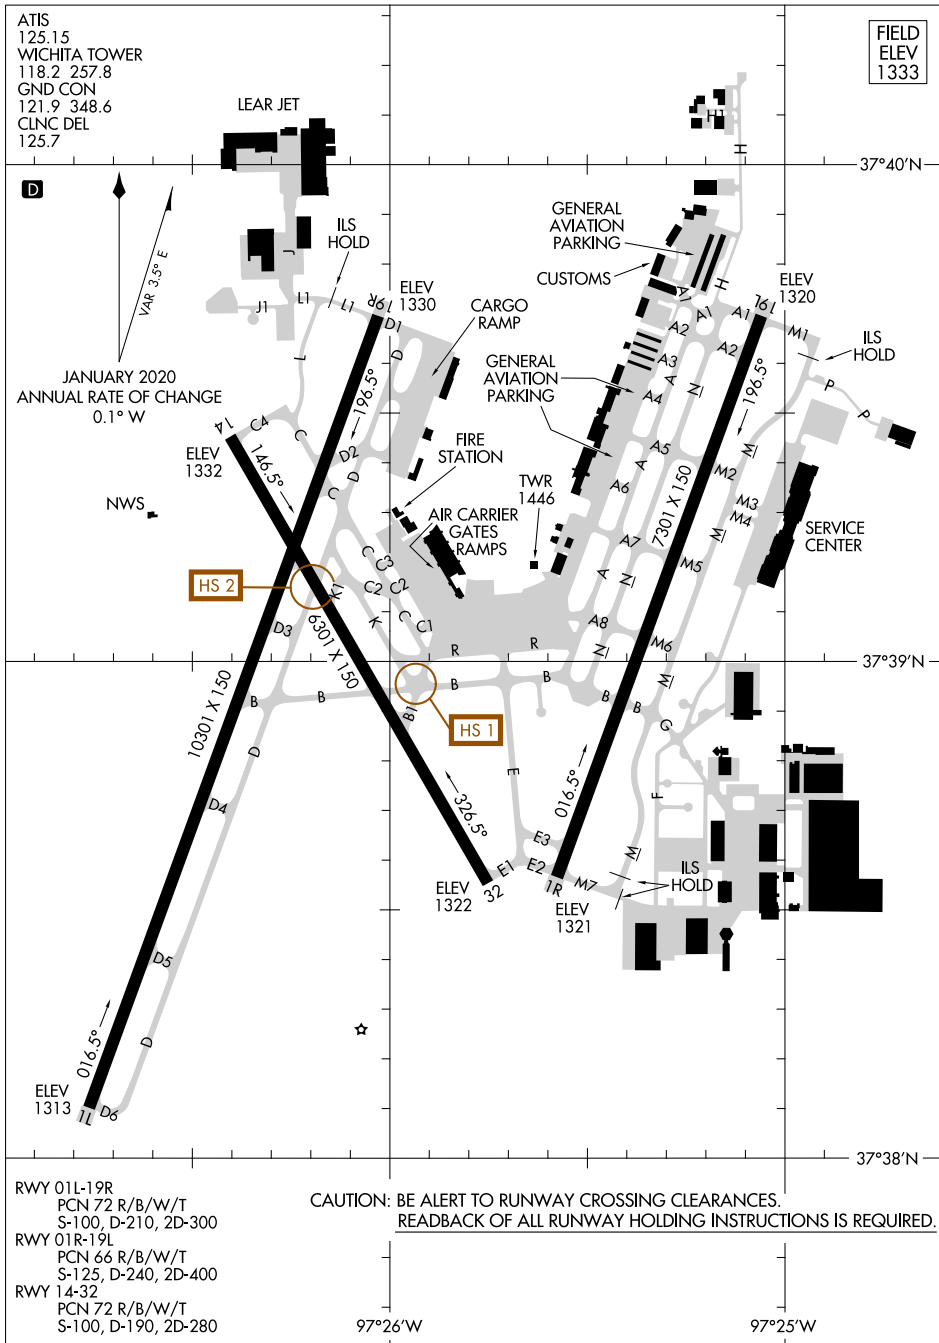 ATIS
125.15
WICHITA TOWER
118.2 257.8
GND CON
121.9 348.6
CLNC DEL
125.7
FIELD
ELEV
1333
D
VAR 3.5° E
JANUARY 2020
ANNUAL RATE OF CHANGE
0.1° W
LEAR JET
H1
H
37°40'N
ILS
HOLD
J
J1
L1
L1
L
GENERAL
AVIATION
PARKING
CUSTOMS
H
ELEV
1330
19R
D1
D
CARGO
RAMP
ELEV
1320
19L
A1
A1
A1
A2
A2
A3
A
A4
N
M1
ILS
HOLD
P
P
GENERAL
AVIATION
PARKING
196.5°
196.5°
14
C4
C
ELEV
1332
146.5°
D2
D
C
FIRE
STATION
A5
A
A6
M
M2
M3
M4
NWS
TWR
1446
AIR CARRIER
GATES
RAMPS
7301 X 150
A7
M
SERVICE
CENTER
HS 2
C
C3
C2
C2
K1
K
C
C1
A
N
M5
D3
6301 X 150
A8
N
M6
M
R
R
37°39'N
10301 X 150
B
B
B
B
B
B
B1
G
HS 1
D
E
F
D4
326.5°
016.5°
E3
E1
E2
M7
M
ILS
HOLD
ELEV
1322
32
1R
ELEV
1321
D5
016.5°
D
ELEV
1313
1L
D6
37°38'N
RWY 01L-19R
PCN 72 R/B/W/T
S-100, D-210, 2D-300
RWY 01R-19L
PCN 66 R/B/W/T
S-125, D-240, 2D-400
RWY 14-32
PCN 72 R/B/W/T
S-100, D-190, 2D-280
CAUTION: BE ALERT TO RUNWAY CROSSING CLEARANCES.
READBACK OF ALL RUNWAY HOLDING INSTRUCTIONS IS REQUIRED.
97°26'W
97°25'W